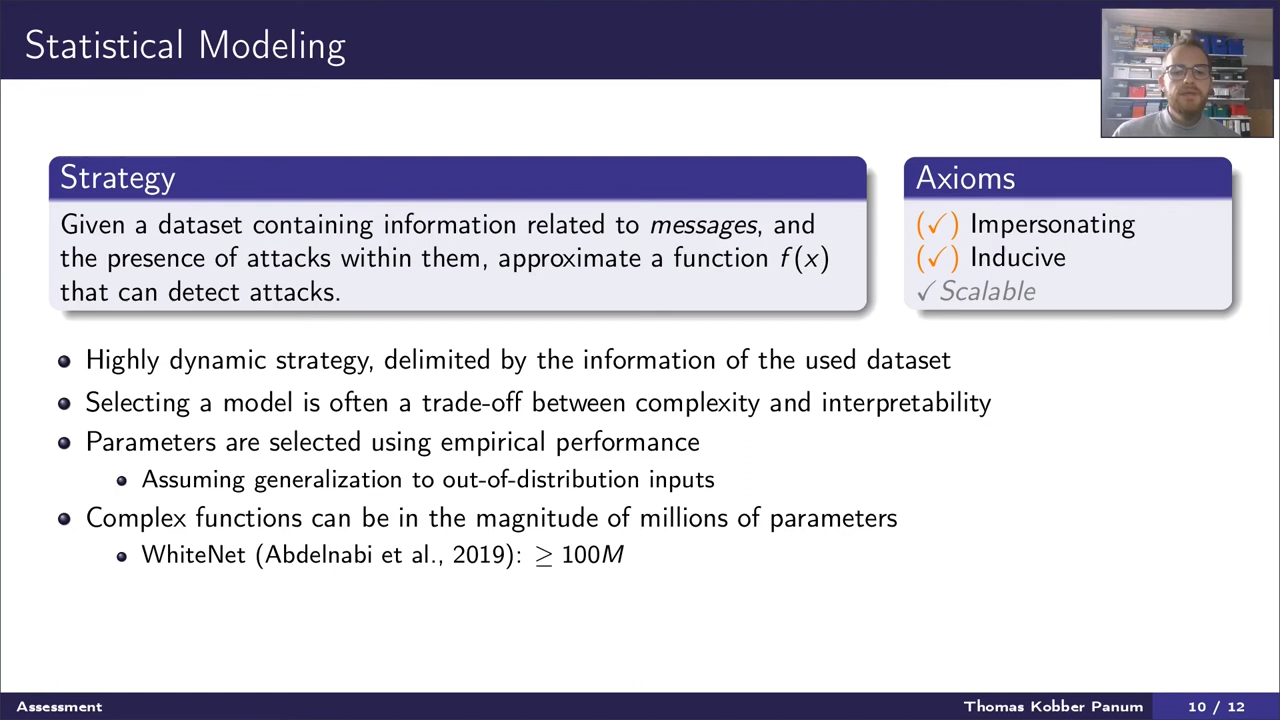 Statistical Modeling
Strategy
Given a dataset containing information related to messages, and
the presence of attacks within them, approximate a function f(x)
that can detect attacks.
Axioms
(✓) Impersonating
(✓) Inducive
✓Scalable
• Highly dynamic strategy, delimited by the information of the used dataset
• Selecting a model is often a trade-off between complexity and interpretability
• Parameters are selected using empirical performance
• Assuming generalization to out-of-distribution inputs
• Complex functions can be in the magnitude of millions of parameters
• WhiteNet (Abdelnabi et al., 2019): ≥ 100M
Assessment
Thomas Kobber Panum
10 / 12